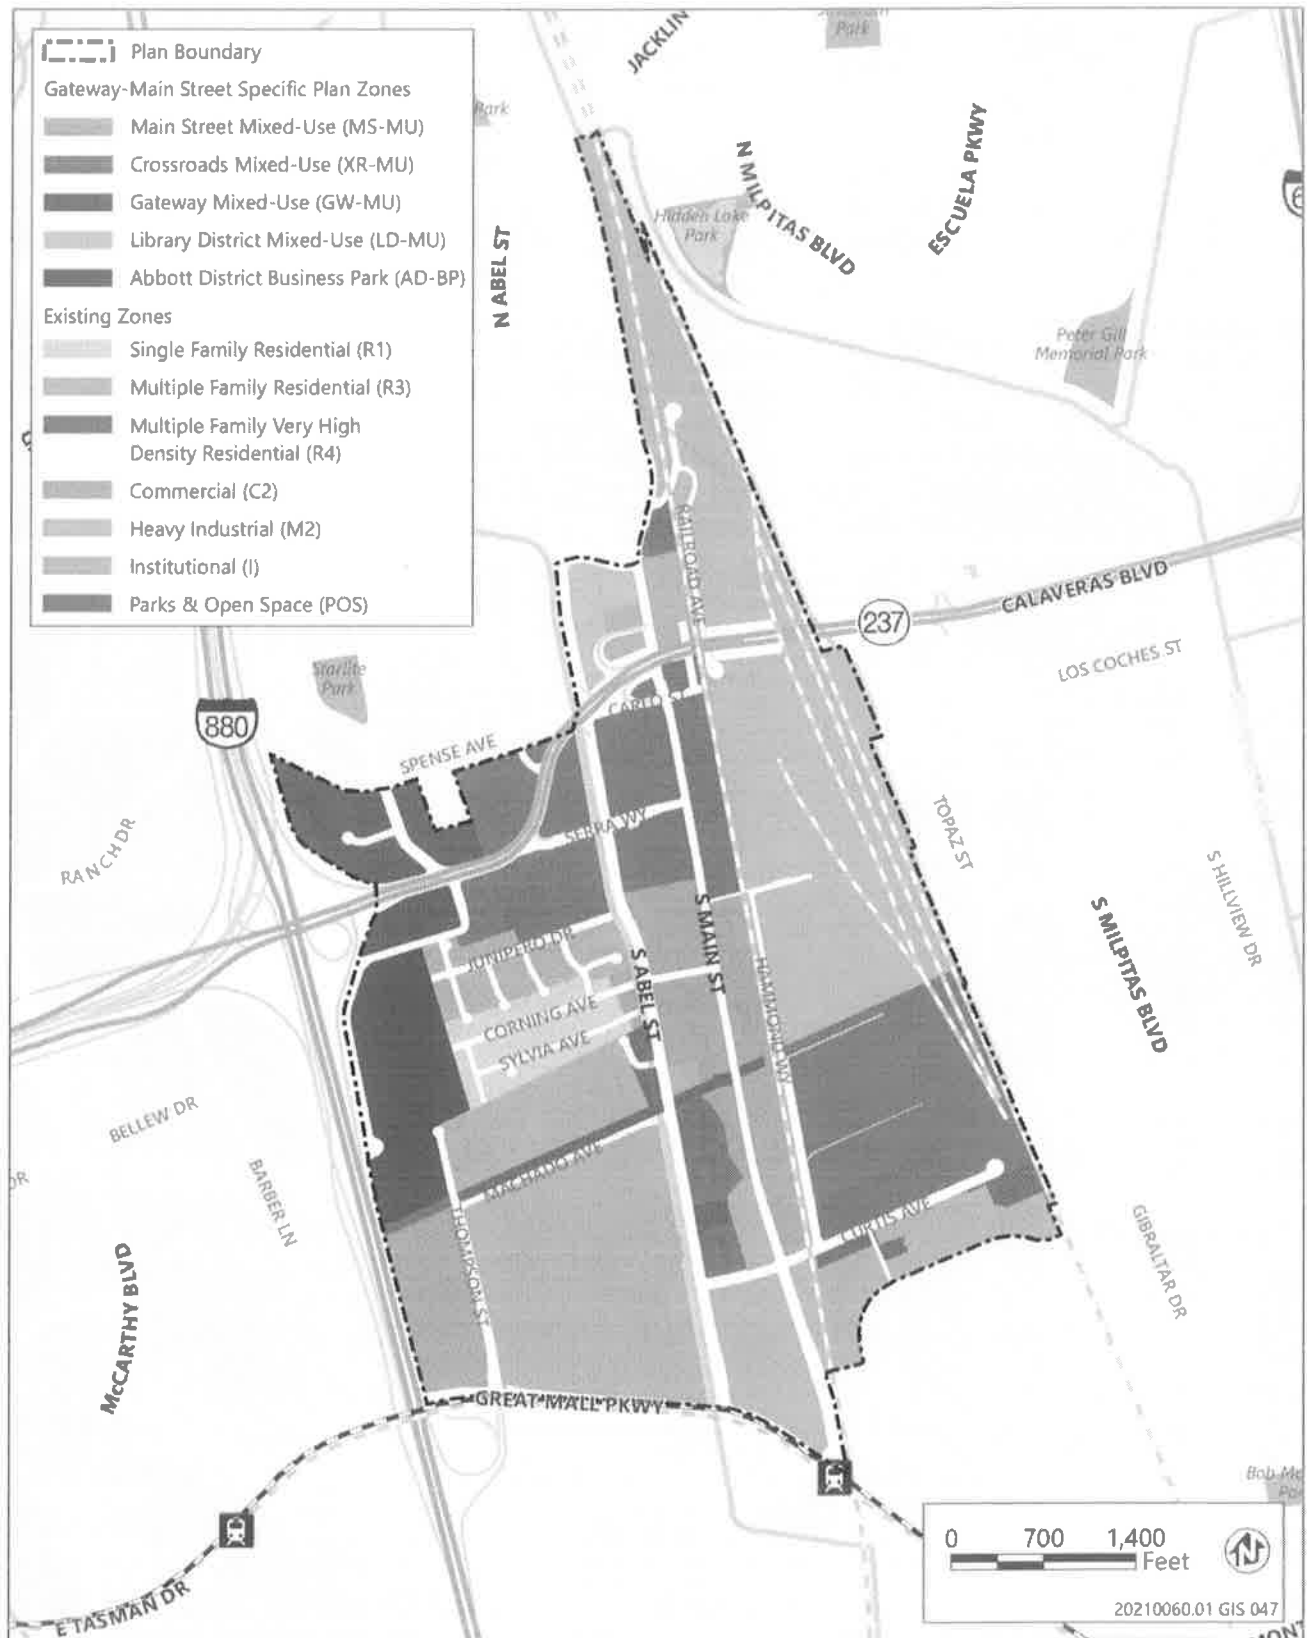 Plan Boundary
Gateway-Main Street Specific Plan Zones
Main Street Mixed-Use (MS-MU)
Crossroads Mixed-Use (XR-MU)
Gateway Mixed-Use (GW-MU)
Library District Mixed-Use (LD-MU)
Abbott District Business Park (AD-BP)
Existing Zones
Single Family Residential (R1)
Multiple Family Residential (R3)
Multiple Family Very High
Density Residential (R4)
Commercial (C2)
Heavy Industrial (M2)
Institutional (I)
Parks & Open Space (POS)
JACKLIN
Park
Park
N MILPITAS BLVD
ESCUELA PKWY
Hidden Lake
Park
N ABEL ST
Peter Gill
Memorial Park
RAILROAD AVE
237
CALAVERAS BLVD
LOS COCHES ST
Starlite
Park
880
CARLO ST
SPENSE AVE
SERRA WY
RANCH DR
TOPAZ ST
S HILLVIEW DR
S MILPITAS BLVD
S MAIN ST
JUNIPERO DR
S ABEL ST
HAMMOND WY
CORNING AVE
SYLVIA AVE
BELLEW DR
BARBER LN
MACHADO AVE
THOMPSON ST
CURTIS AVE
GIBRALTAR DR
McCARTHY BLVD
GREAT MALL PKWY
E TASMAN DR
0 700 1,400
Feet
20210060.01 GIS 047